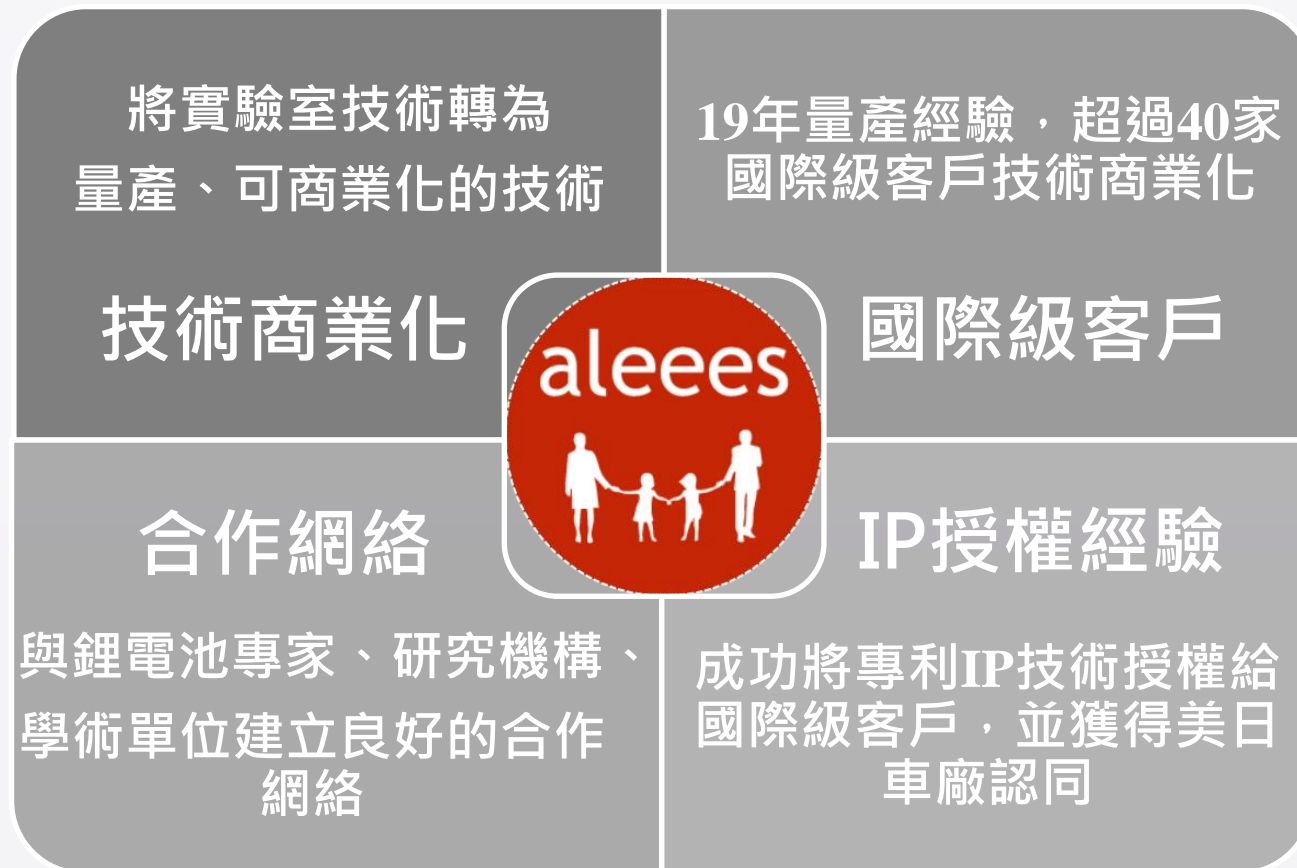 將實驗室技術轉為
量產、可商業化的技術
技術商業化
19年量產經驗，超過40家
國際級客戶技術商業化
國際級客戶
aleees
合作網絡
與鋰電池專家、研究機構、
學術單位建立良好的合作
網絡
IP授權經驗
成功將專利IP技術授權給
國際級客戶，並獲得美日
車廠認同